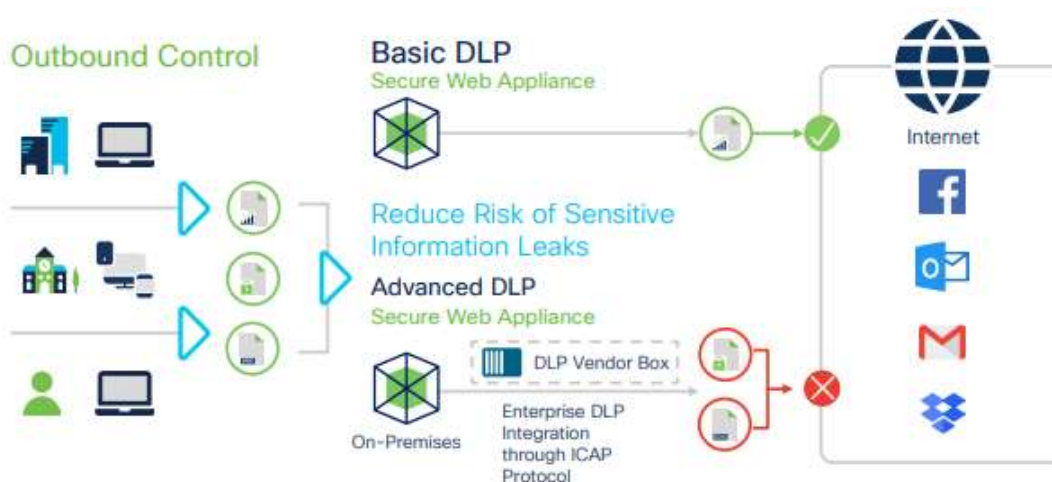 Outbound Control
Basic DLP
Secure Web Appliance
Reduce Risk of Sensitive
Information Leaks
Advanced DLP
Secure Web Appliance
DLP Vendor Box
On-Premises
Enterprise DLP
Integration
through ICAP
Protocol
Internet